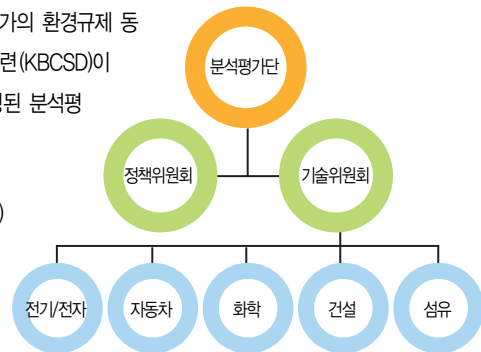 가의 환경규제 동
련(KBCSD)이
된 분석평
)
분석평가단
정책위원회 기술위원회
전기/전자 자동차 화학 건설 섬유